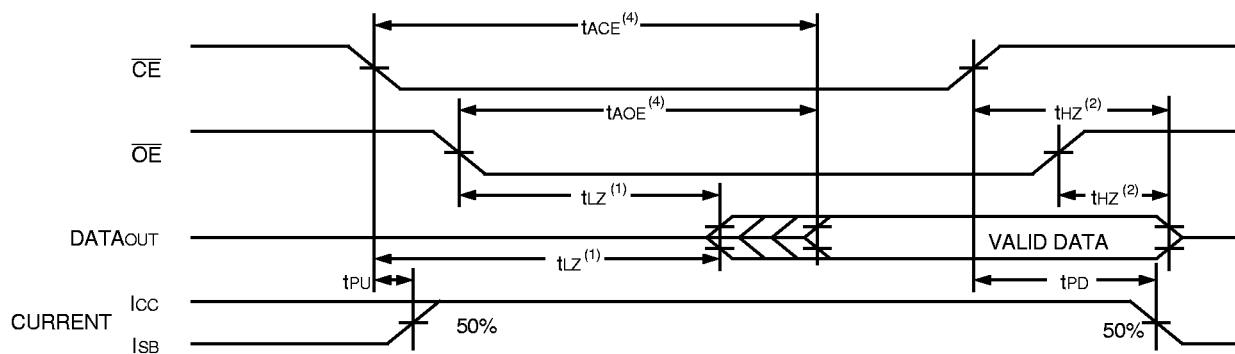 tACE(4)
CE
tAOE(4)
tHZ(2)
OE
tLZ(1)
tHZ(2)
DATAOUT
VALID DATA
tLZ(1)
tPU
tPD
ICC
CURRENT
50%
50%
ISB